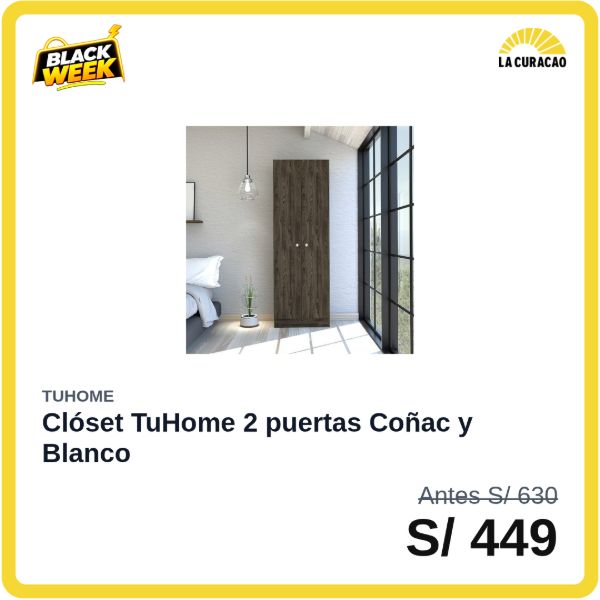 BLACK
WEEK
LA CURACAO
TUHOME
Clóset TuHome 2 puertas Coñac y
Blanco
Antes S/ 630
S/ 449